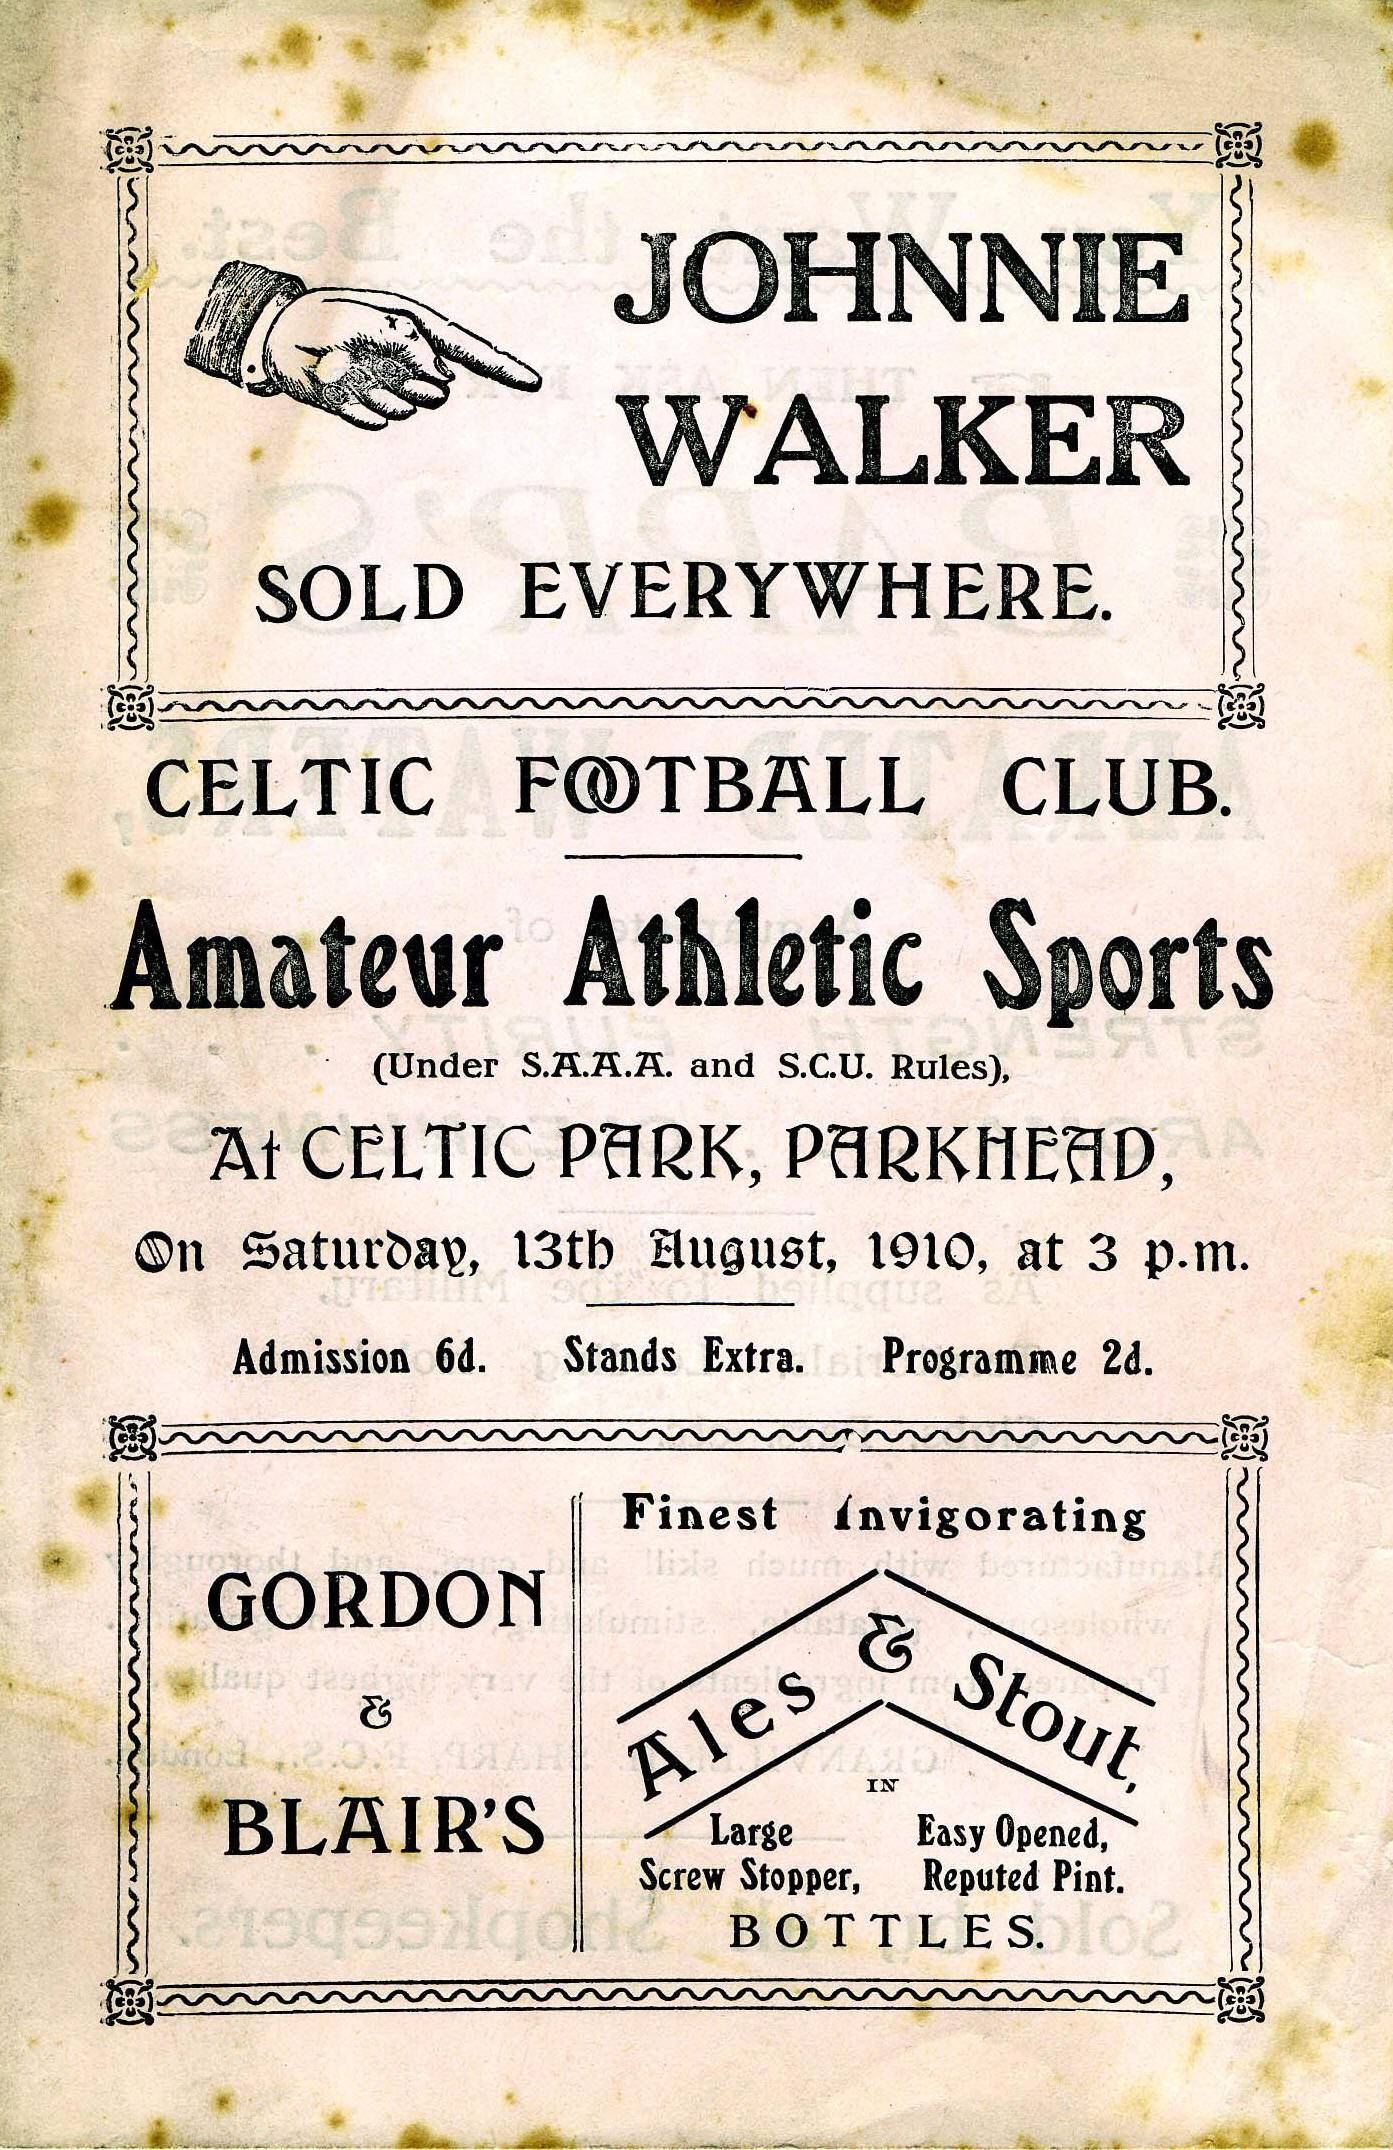 JOHNNIE
WALKER
SOLD EVERYWHERE.
CELTIC FOOTBALL CLUB.
Amateur Athletic Sports
(Under S.A.A.A. and S.C.U. Rules),
At CELTIC PARK, PARKHEAD,
On Saturday, 13th August, 1910, at 3 p.m.
Admission 6d. Stands Extra. Programme 2d.
GORDON
&
BLAIR'S
Finest Invigorating
Ales & Stout,
IN
Large Easy Opened,
Screw Stopper, Reputed Pint.
BOTTLES.